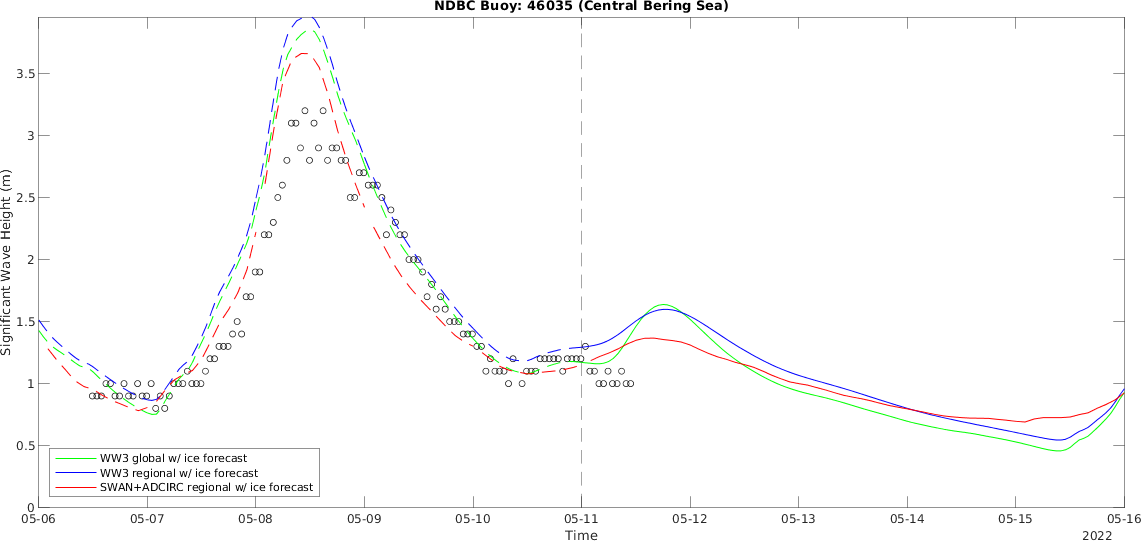 NDBC Buoy: 46035 (Central Bering Sea)
3.5
3
2.5
2
1.5
1
0.5
0
Significant Wave Height (m)
WW3 global w/ ice forecast
WW3 regional w/ ice forecast
SWAN+ADCIRC regional w/ ice forecast
05-06 05-07 05-08 05-09 05-10 05-11 05-12 05-13 05-14 05-15 05-16
Time
2022